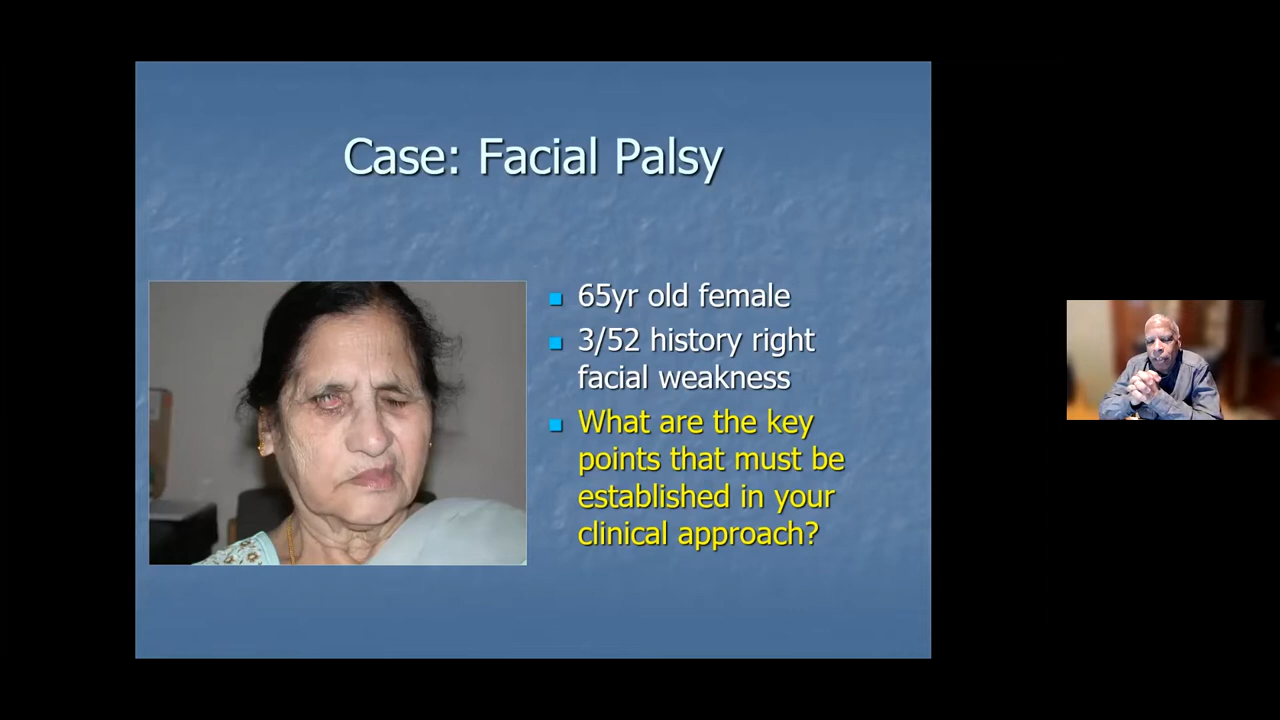 Case: Facial Palsy
65yr old female
3/52 history right
facial weakness
What are the key
points that must be
established in your
clinical approach?